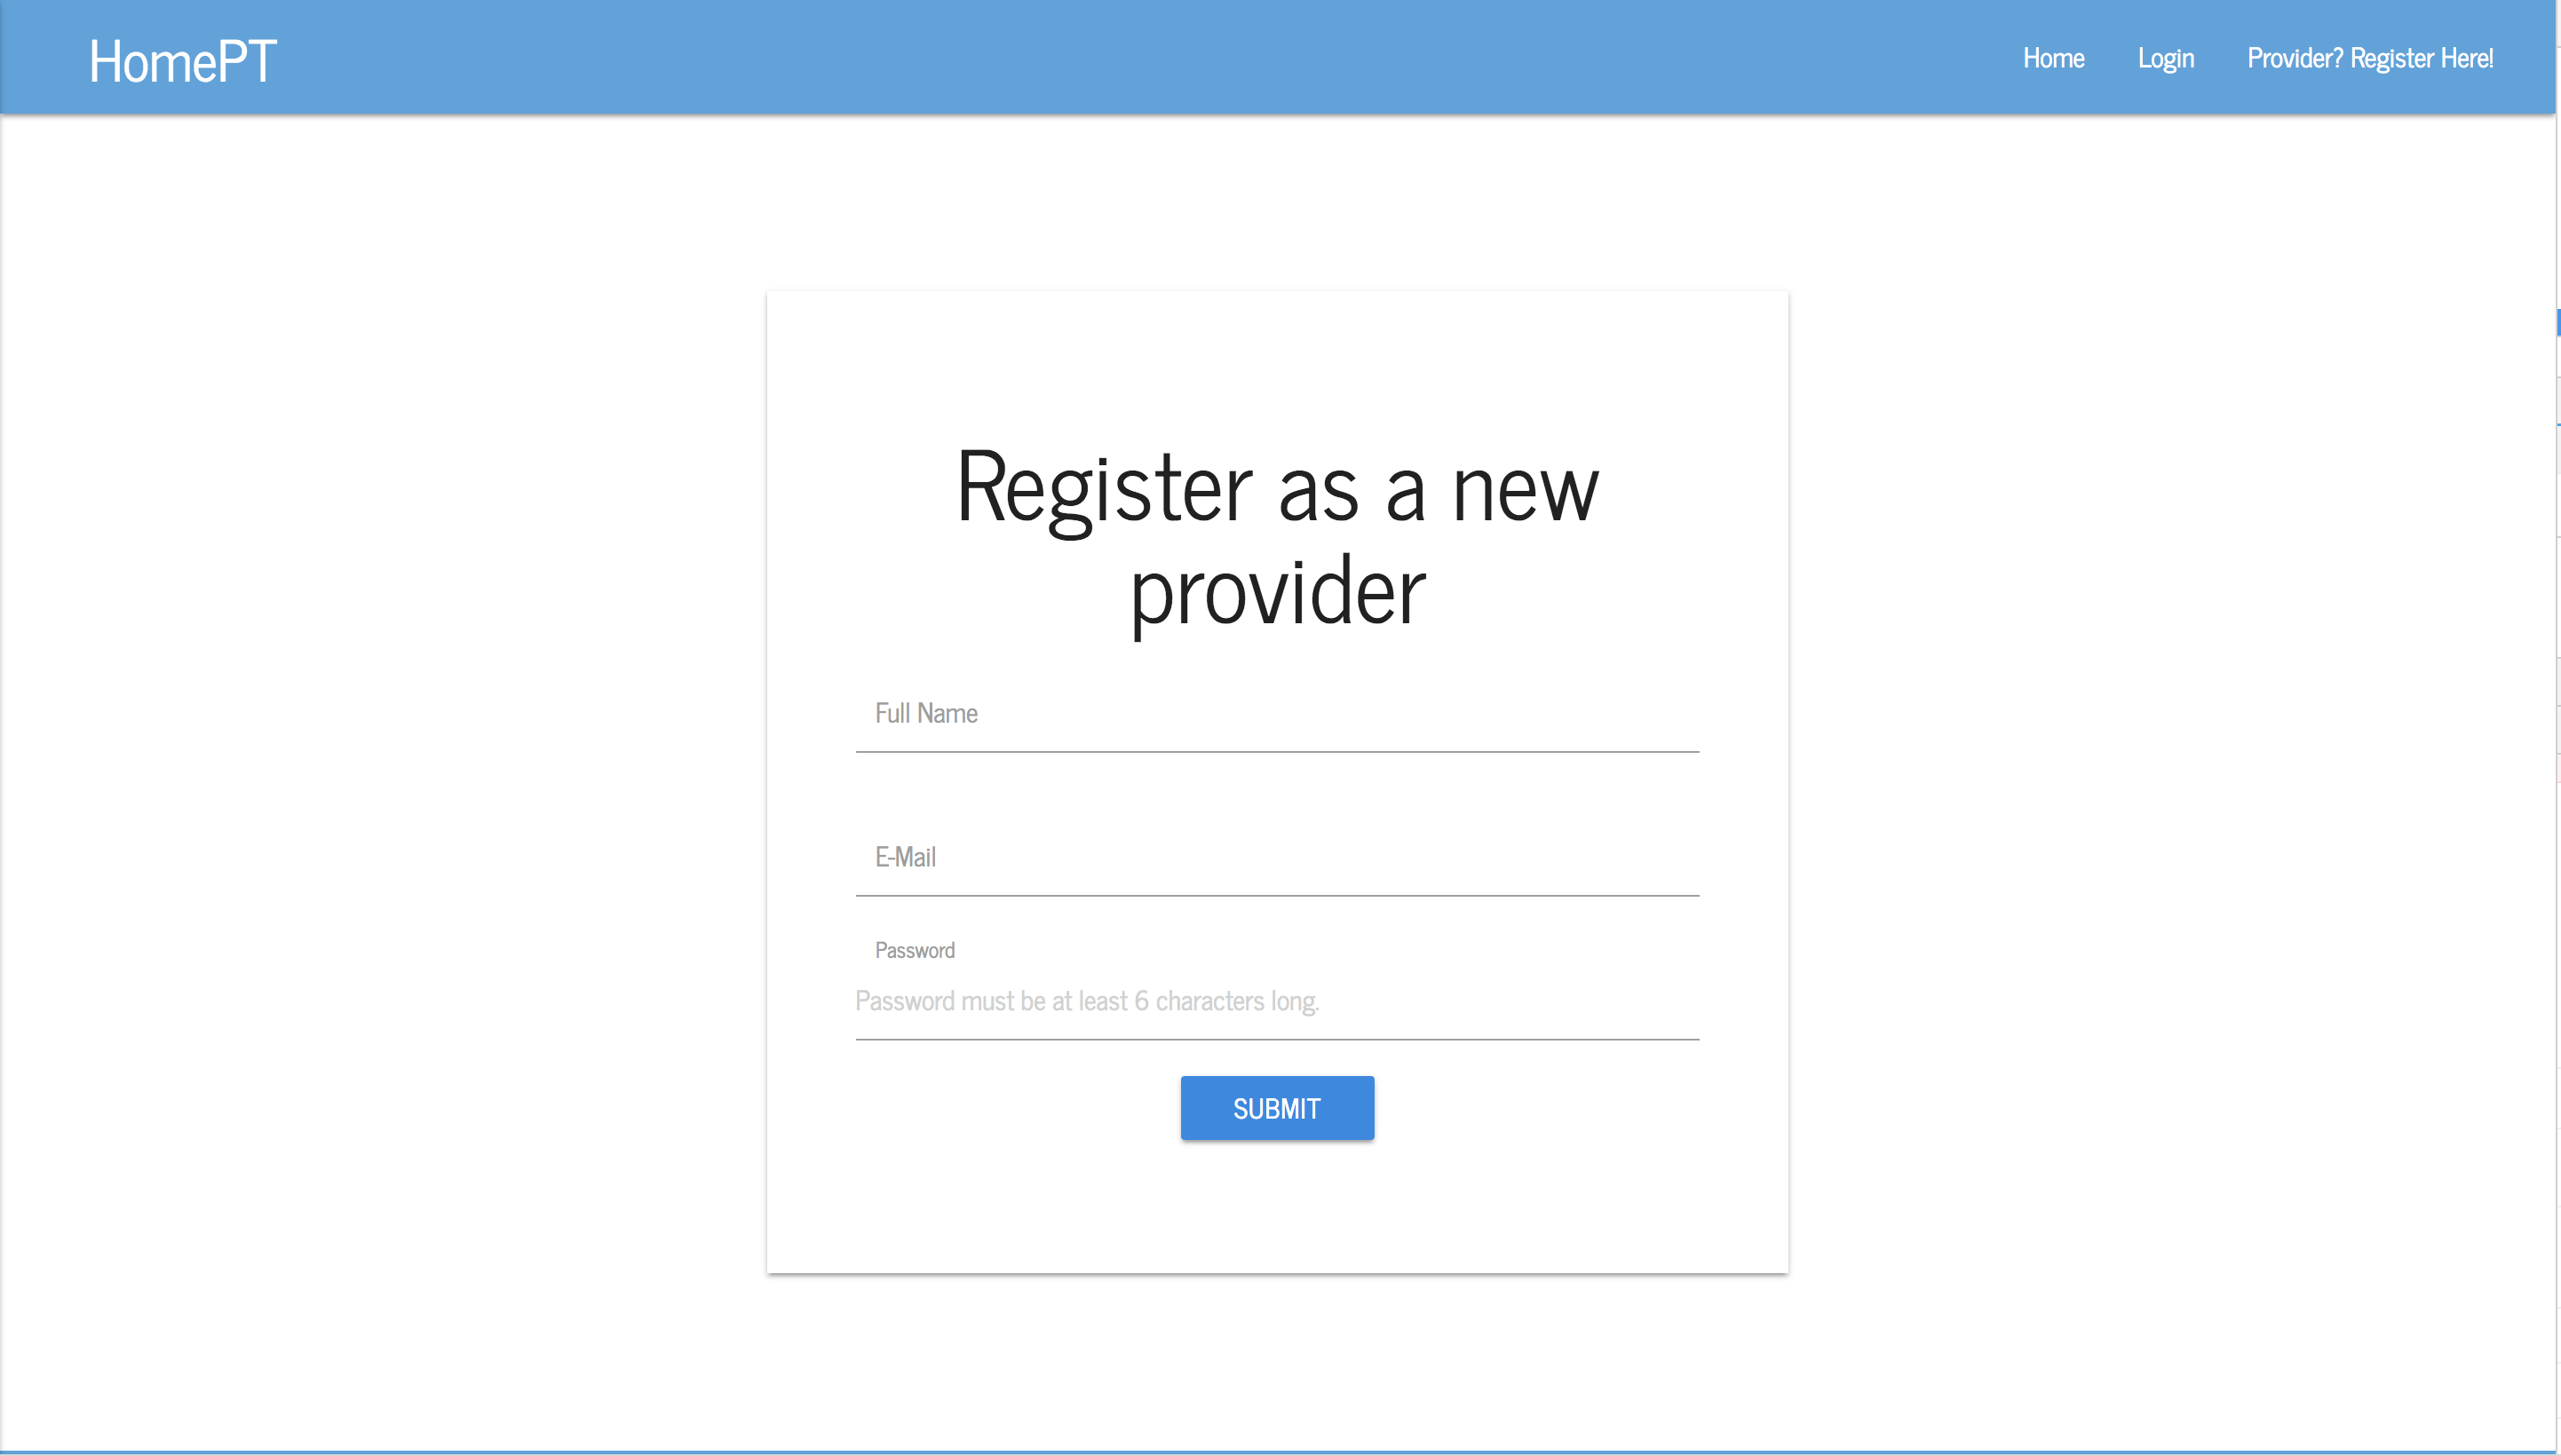 HomePT
Home
Login
Provider? Register Here!
Register as a new
provider
Full Name
E-Mail
Password
Password must be at least 6 characters long.
SUBMIT